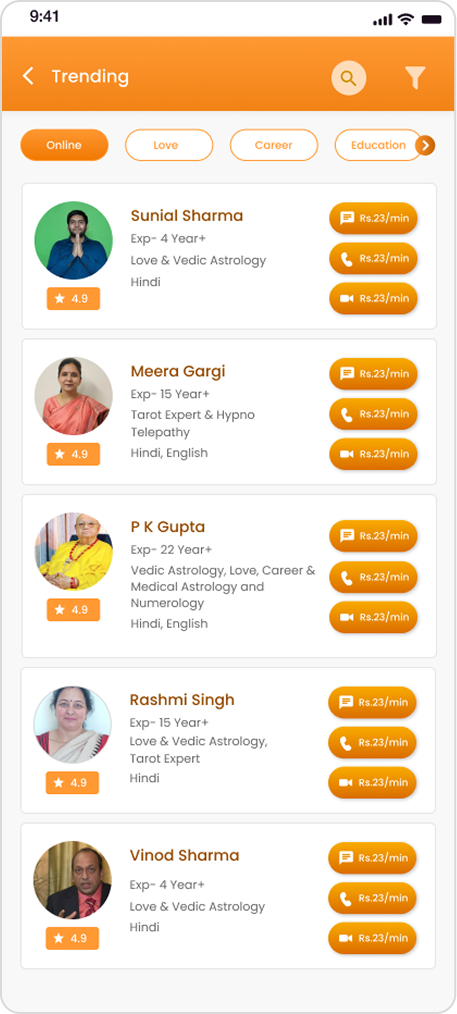 9:41
Trending
Online
Love
Career
Education
Sunial Sharma
Exp- 4 Year+
Love & Vedic Astrology
Hindi
4.9
Rs.23/min
Rs.23/min
Rs.23/min
Meera Gargi
Exp- 15 Year+
Tarot Expert & Hypno
Telepathy
Hindi, English
4.9
Rs.23/min
Rs.23/min
Rs.23/min
P K Gupta
Exp- 22 Year+
Vedic Astrology, Love, Career &
Medical Astrology and
Numerology
Hindi, English
4.9
Rs.23/min
Rs.23/min
Rs.23/min
Rashmi Singh
Exp- 15 Year+
Love & Vedic Astrology,
Tarot Expert
Hindi
4.9
Rs.23/min
Rs.23/min
Rs.23/min
Vinod Sharma
Exp- 4 Year+
Love & Vedic Astrology
Hindi
4.9
Rs.23/min
Rs.23/min
Rs.23/min